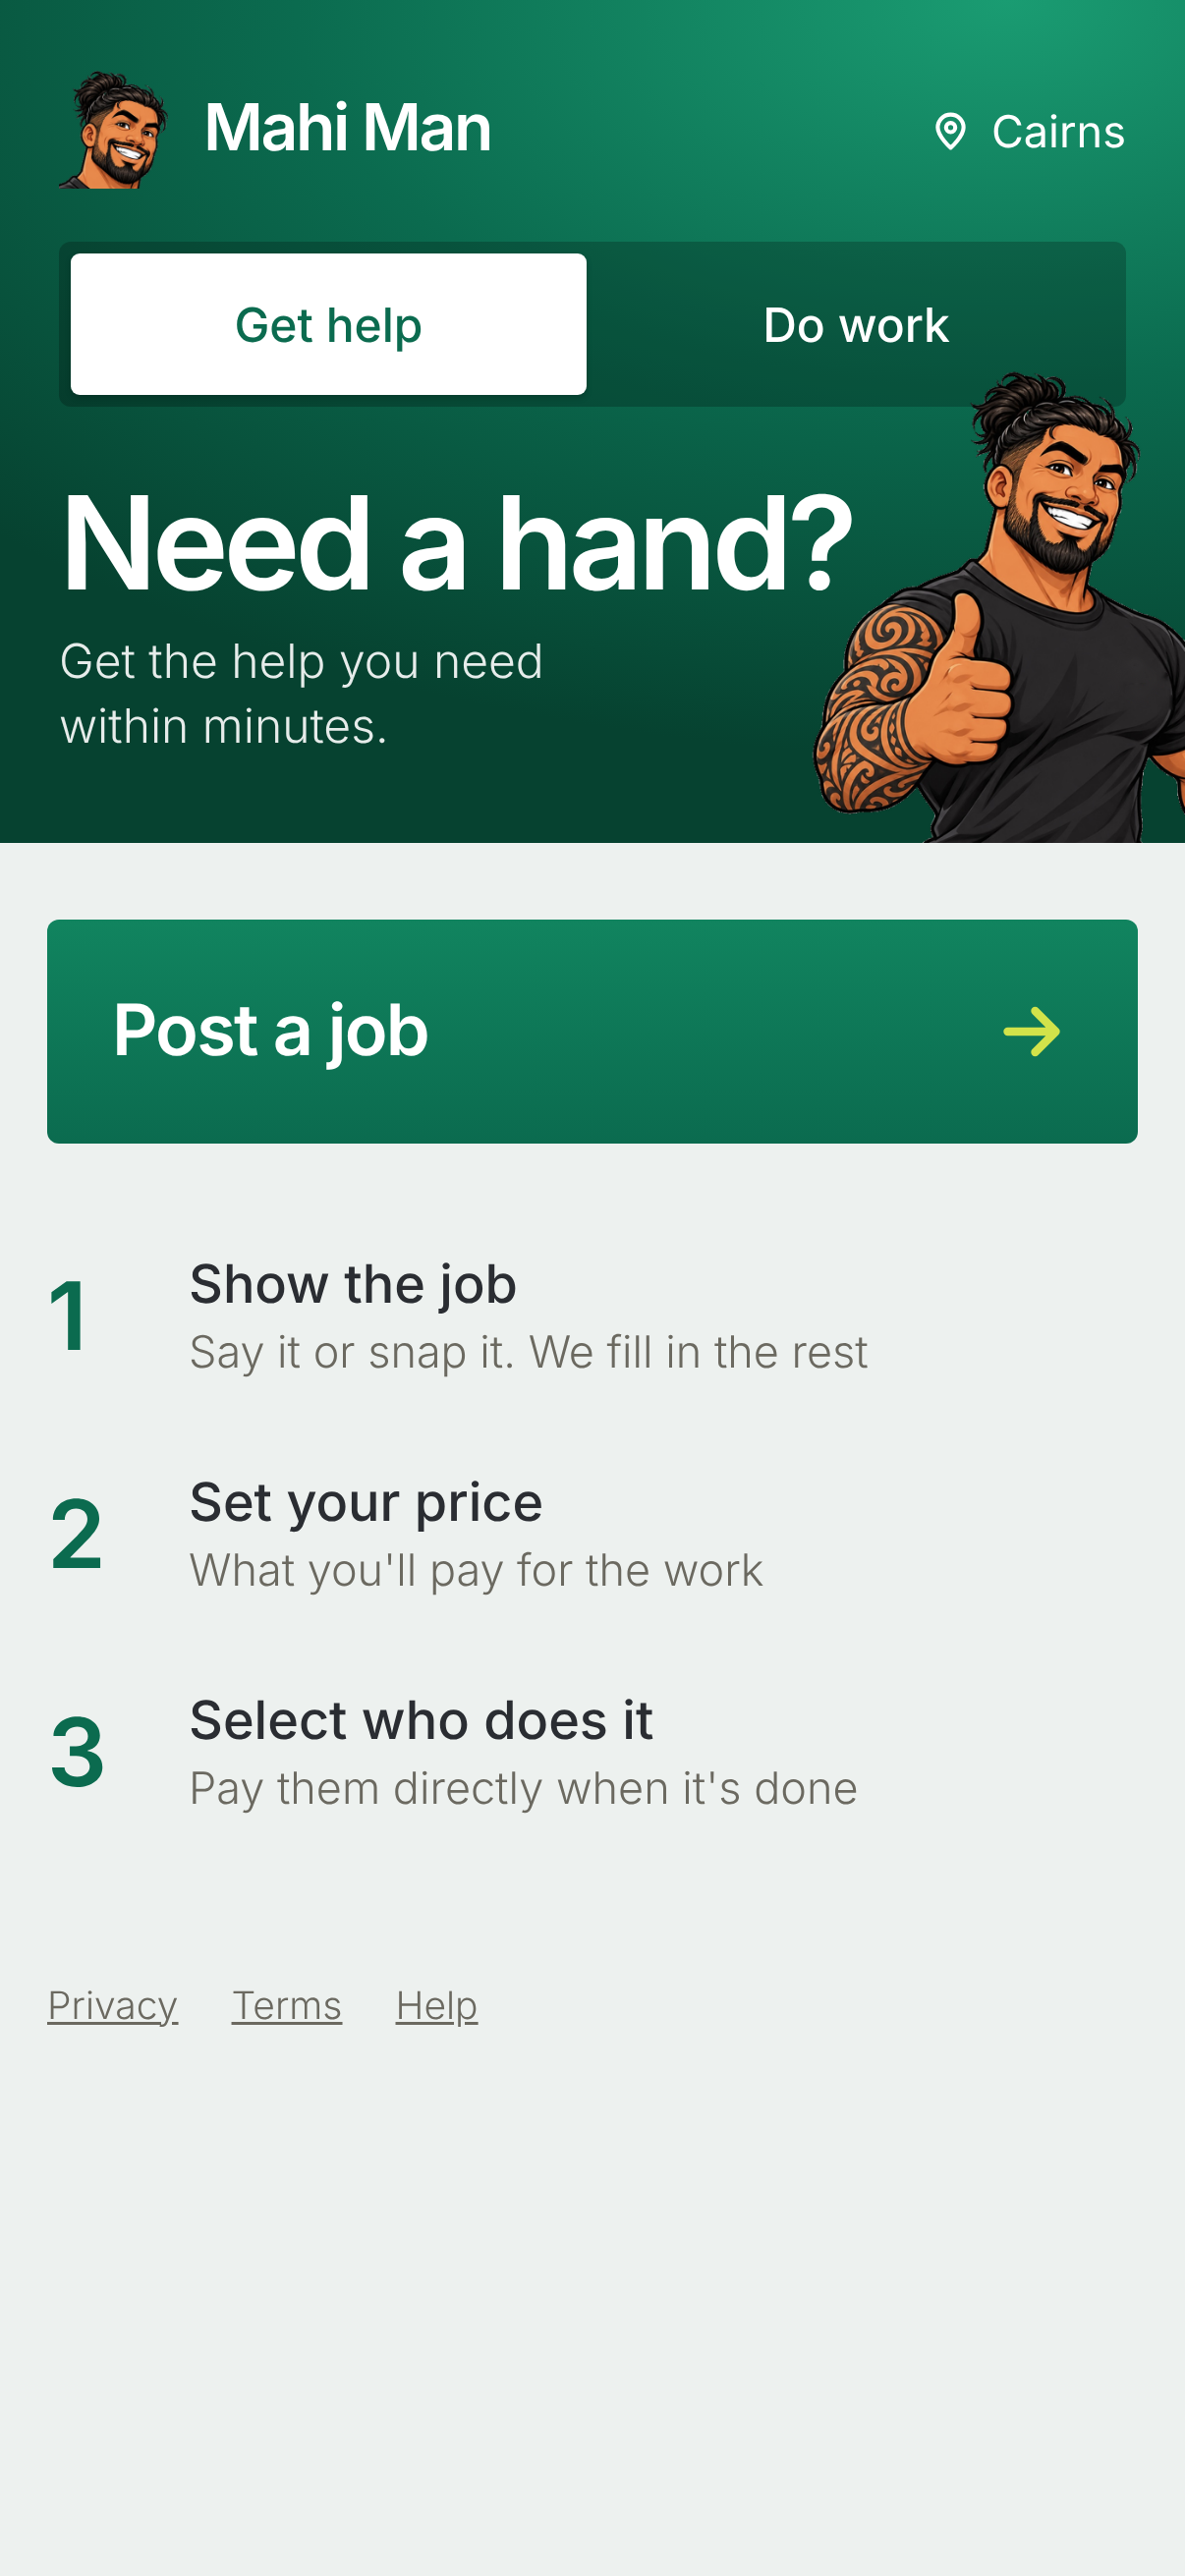 Mahi Man
Cairns
Get help
Do work
Need a hand?
Get the help you need
within minutes.
Post a job
1
Show the job
Say it or snap it. We fill in the rest
2
Set your price
What you'll pay for the work
3
Select who does it
Pay them directly when it's done
Privacy
Terms
Help